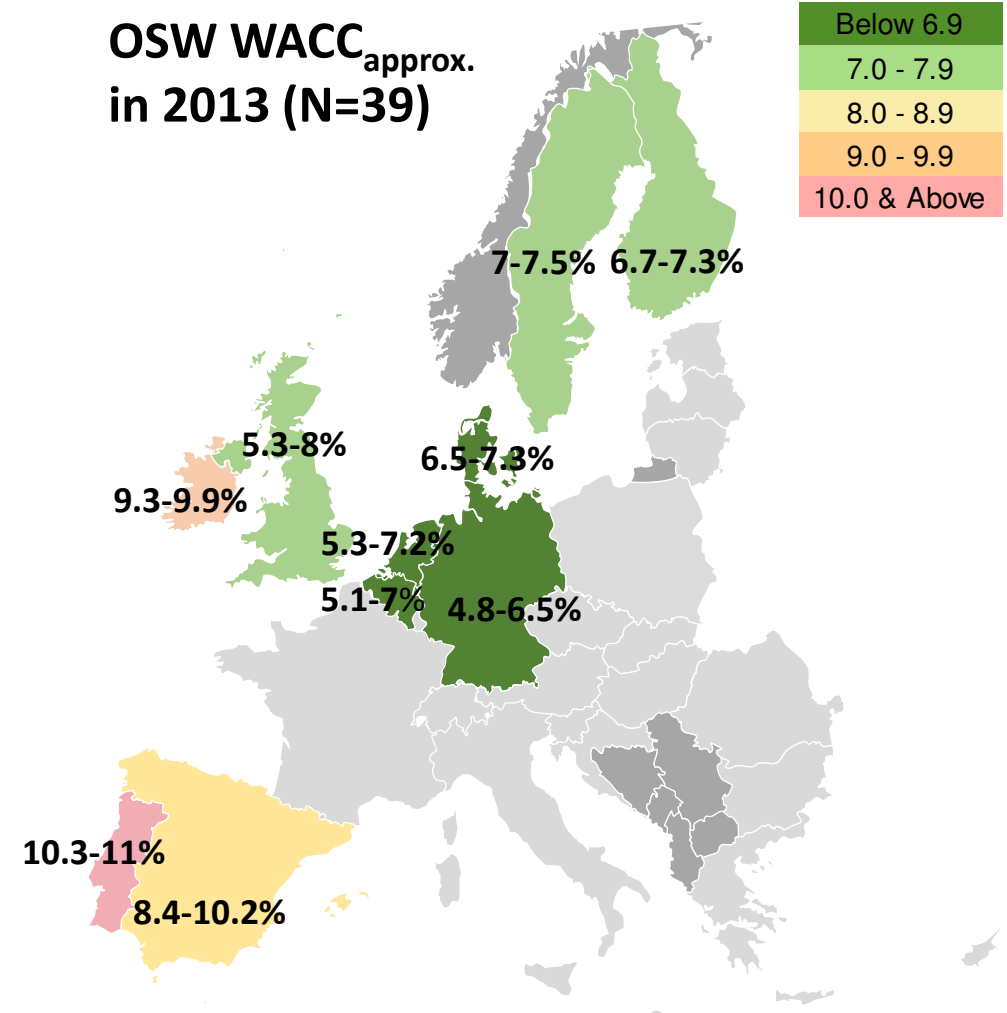 OSW WACC approx.
in 2013 (N=39)
Below 6.9
7.0 - 7.9
8.0 - 8.9
9.0 - 9.9
10.0 & Above
7-7.5%
6.7-7.3%
5.3-8%
6.5-7.3%
9.3-9.9%
5.3-7.2%
5.1-7%
4.8-6.5%
10.3-11%
8.4-10.2%